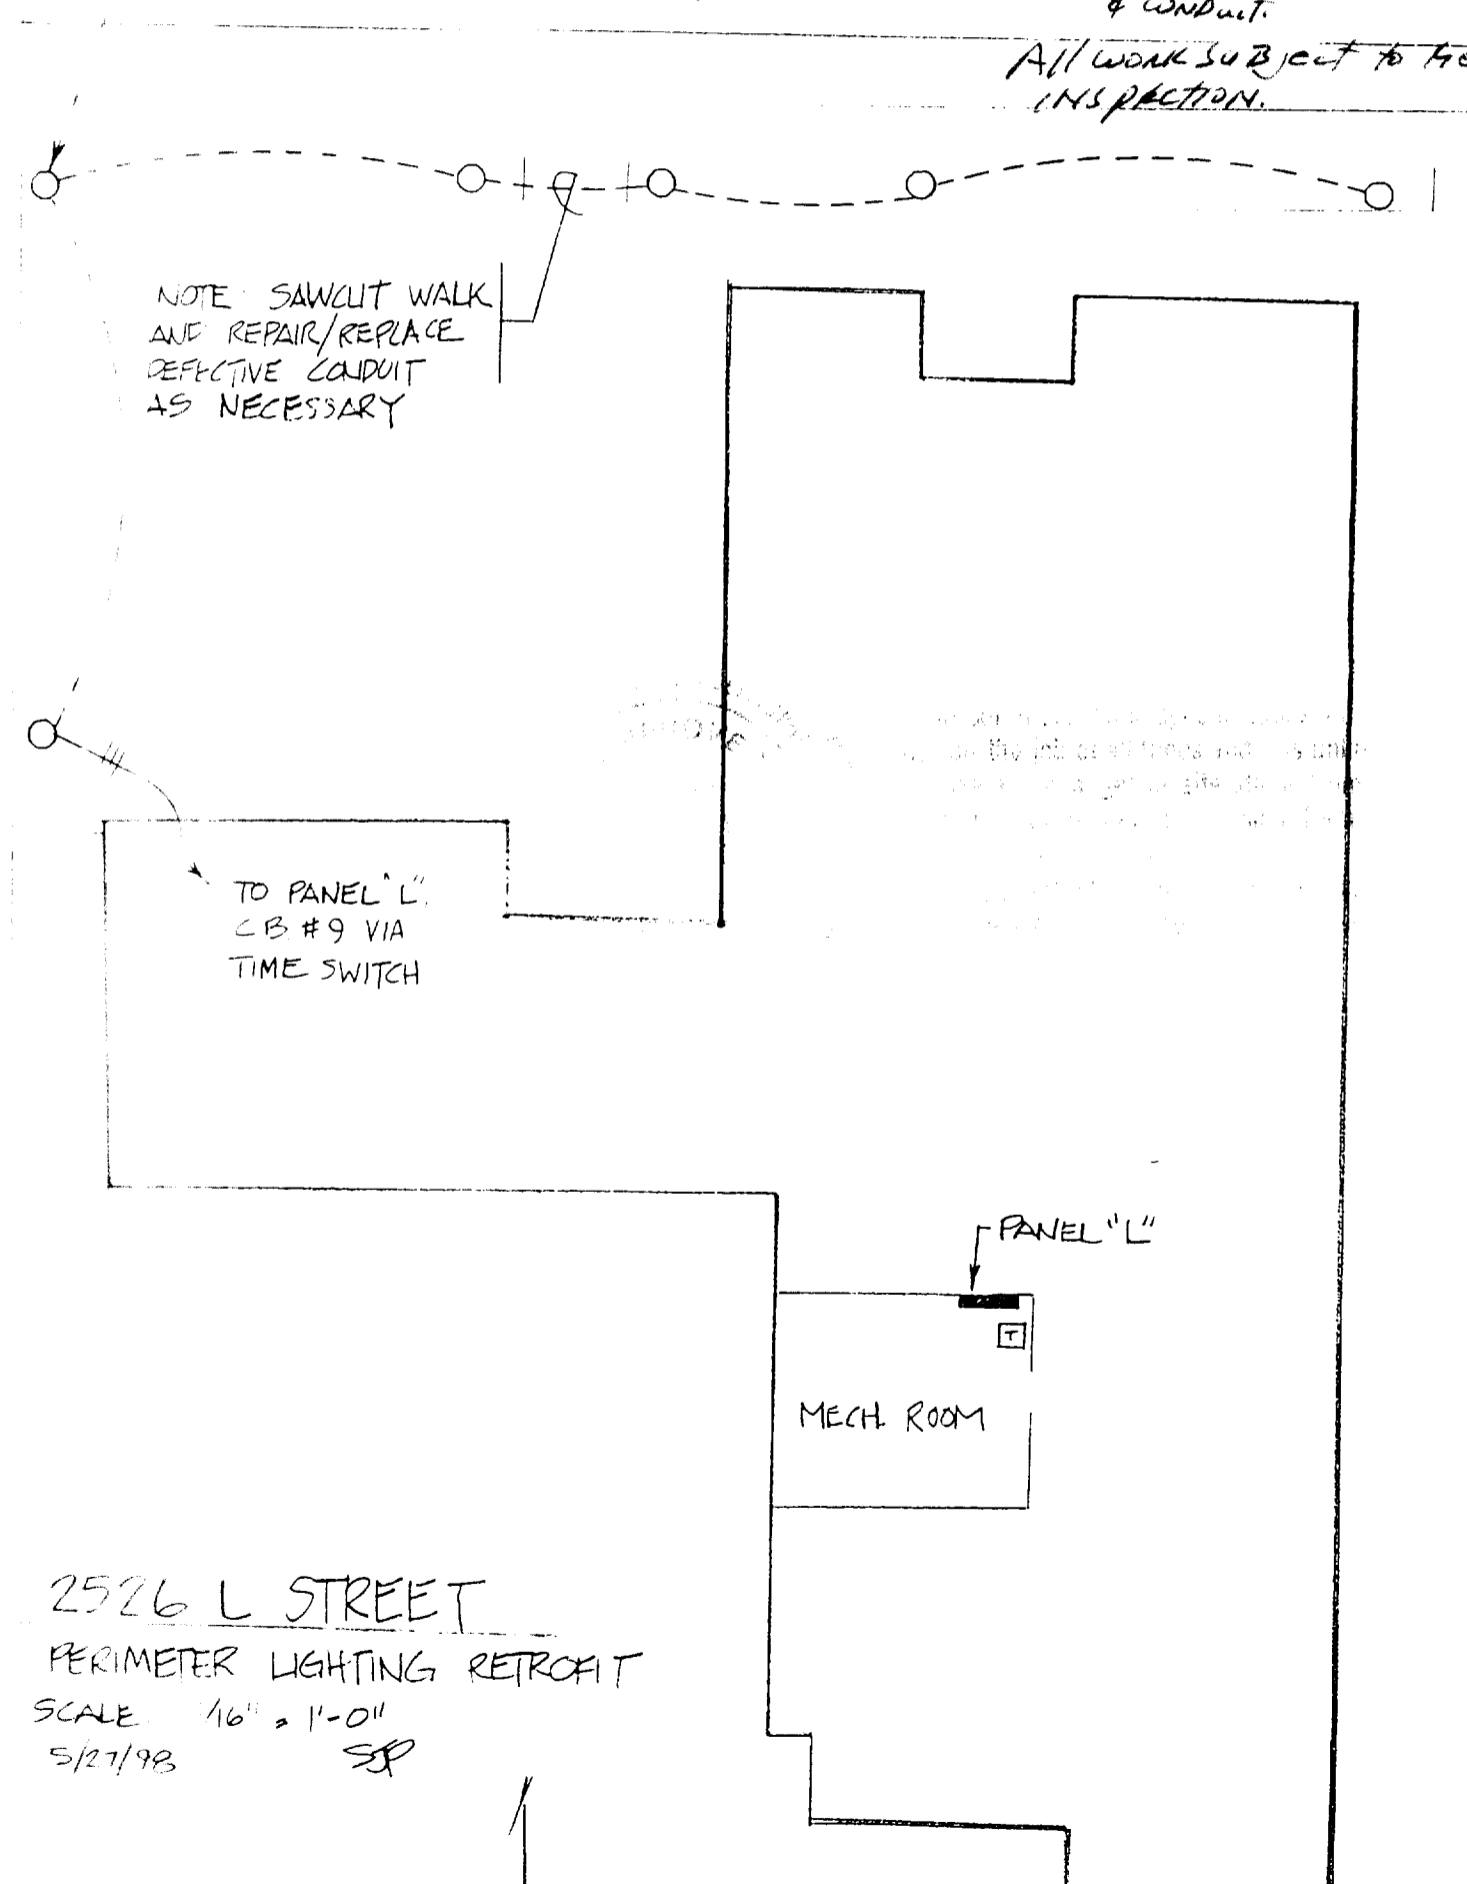 & CONDUIT.
All WORK SUBject to
INSPECTION.
NOTE: SAWCUT WALK
AND REPAIR/REPLACE
DEFECTIVE CONDUIT
AS NECESSARY
TO PANEL "L"
CB #9 VIA
TIME SWITCH
PANEL "L"
T
MECH. ROOM
2526 L STREET
PERIMETER LIGHTING RETROFIT
SCALE 1/16" = 1'-0"
5/27/98 SJP